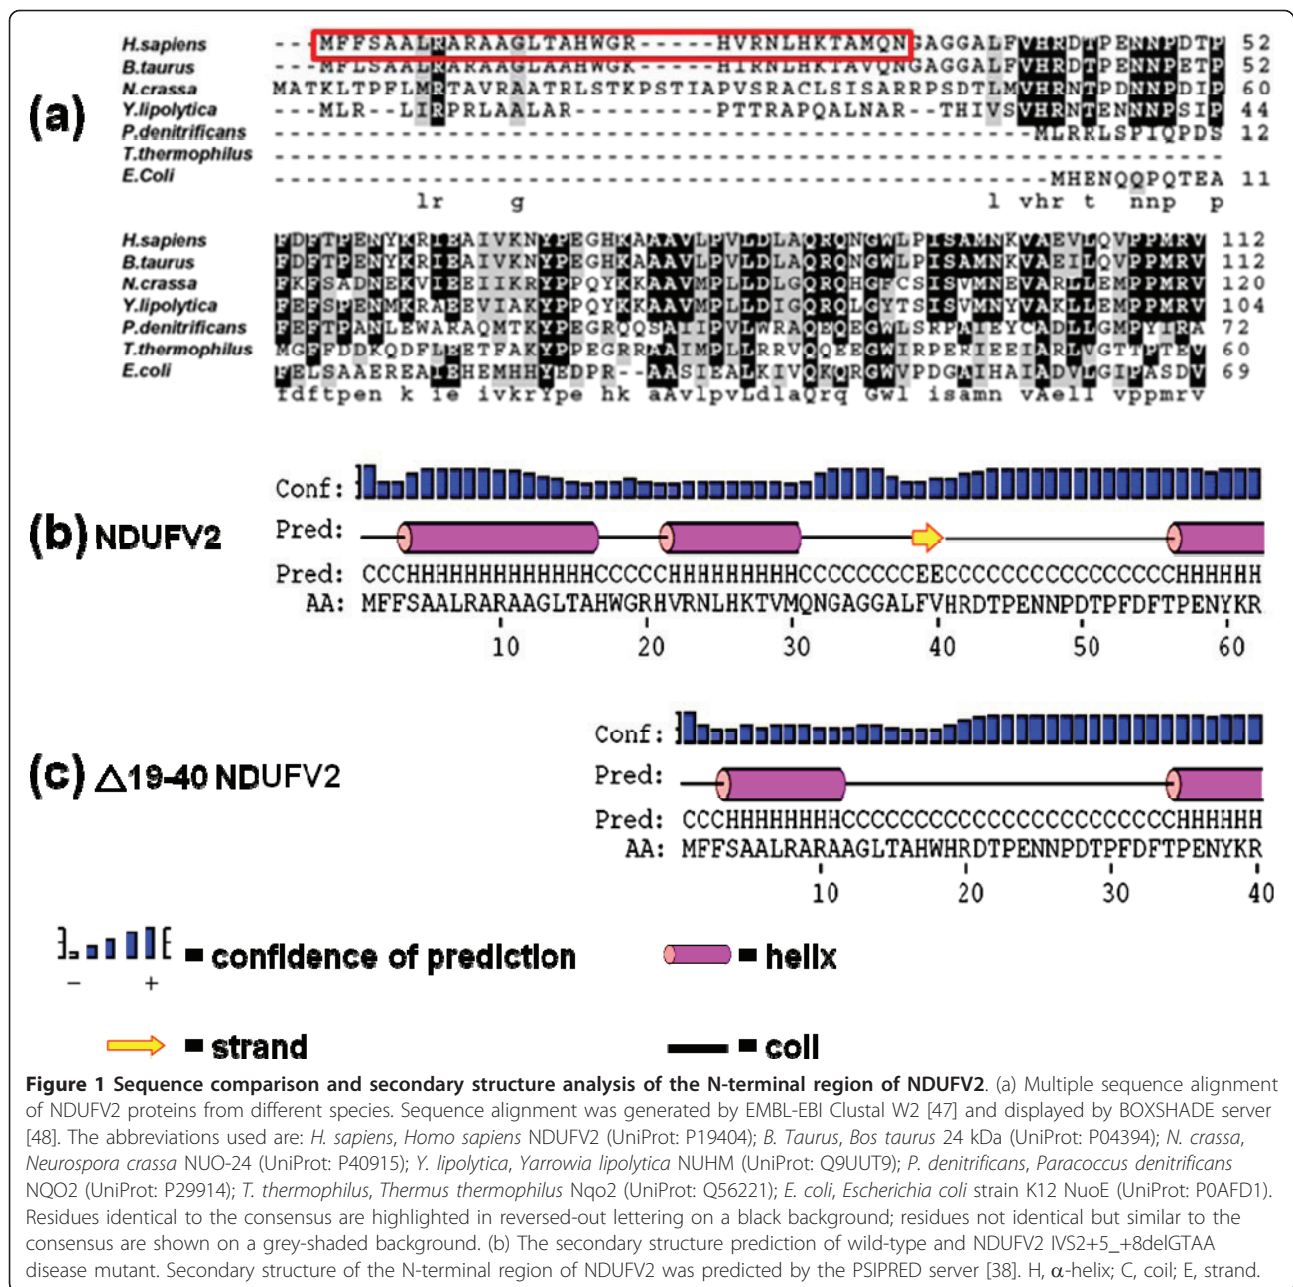 (a)
H.sapiens ---MFFSAALRARAAGLTAHWGR-----HVRNLHKTAMQNGAGGALFVHRDTPENNPDTP 52
B.taurus ---MFLSAALRARAAGLAAHWGK-----HIRNLHKTAVQNGAGGALFVHRDTPENNPETP 52
N.crassa MATKLTPFLMRTAVRAATRLSTKPSTIAPVSRACLSISARRPSDTLMVHRNTPDNNPDIP 60
Y.lipolytica ---MLR--LIRPRLAALAR---------PTTRAPQALNAR--THIVSVHRNTENNNPSIP 44
P.denitrificans ------------------------------------------------MLRRLSPIQPDS 12
T.thermophilus ------------------------------------------------------------
E.Coli -------------------------------------------------MHENQQPQTEA 11
lr g l vhr t nnp p
H.sapiens FDFTPENYKRIEAIVKNYPEGHKAAAVLPVLDLAQRQNGWLPISAMNKVAEVLQVPPMRV 112
B.taurus FDFTPENYKRIEAIVKNYPEGHKAAAVLPVLDLAQRQNGWLPISAMNKVAEILQVPPMRV 112
N.crassa FKFSADNEKVIEEIIKRYPPQYKKAAVMPLLDLGQRQHGFCSISVMNEVARLLEMPPMRV 120
Y.lipolytica FEFSPENMKRAEEVIAKYPPQYKKAAVMPLLDIGQRQLGYTSISVMNYVAKLLEMPPMRV 104
P.denitrificans FEFTPANLEWARAQMTKYPEGRQQSAIIPVLWRAQEQEGWLSRPAIEYCADLLGMPYIRA 72
T.thermophilus MGFFDDKQDFLEETFAKYPPEGRRAAIMPLLRRVQQEEGWIRPERIEEIARLVGTTPTEV 60
E.coli FELSAAEREAIEHEMHHYEDPR--AASIEALKIVQKQRGWVPDGAIHAIADVLGIPASDV 69
fdftpen k ie ivkrYpe hk aAvlpvLdlaQrq GWl isamn vAell vppmrv
(b) NDUFV2
Conf:
Pred:
Pred: CCCHHHHHHHHHHHHHCCCCCHHHHHHHHHCCCCCCCCEECCCCCCCCCCCCCCCCHHHHHH
AA: MFFSAALRARAAGLTAHWGRHVRNLHKTVMQNGAGGALFVHRDTPENNPDTPFDFTPENYKR
10 20 30 40 50 60
(c) △19-40 NDUFV2
Conf:
Pred:
Pred: CCCHHHHHHHHCCCCCCCCCCCCCCCCCCCCCCCHHHHHH
AA: MFFSAALRARAAGLTAHWHRDTPENNPDTPFDFTPENYKR
10 20 30 40
= confidence of prediction
− +
= helix
= strand
= coil
Figure 1 Sequence comparison and secondary structure analysis of the N-terminal region of NDUFV2. (a) Multiple sequence alignment
of NDUFV2 proteins from different species. Sequence alignment was generated by EMBL-EBI Clustal W2 [47] and displayed by BOXSHADE server
[48]. The abbreviations used are: H. sapiens, Homo sapiens NDUFV2 (UniProt: P19404); B. Taurus, Bos taurus 24 kDa (UniProt: P04394); N. crassa,
Neurospora crassa NUO-24 (UniProt: P40915); Y. lipolytica, Yarrowia lipolytica NUHM (UniProt: Q9UUT9); P. denitrificans, Paracoccus denitrificans
NQO2 (UniProt: P29914); T. thermophilus, Thermus thermophilus Nqo2 (UniProt: Q56221); E. coli, Escherichia coli strain K12 NuoE (UniProt: P0AFD1).
Residues identical to the consensus are highlighted in reversed-out lettering on a black background; residues not identical but similar to the
consensus are shown on a grey-shaded background. (b) The secondary structure prediction of wild-type and NDUFV2 IVS2+5_+8delGTAA
disease mutant. Secondary structure of the N-terminal region of NDUFV2 was predicted by the PSIPRED server [38]. H, α-helix; C, coil; E, strand.